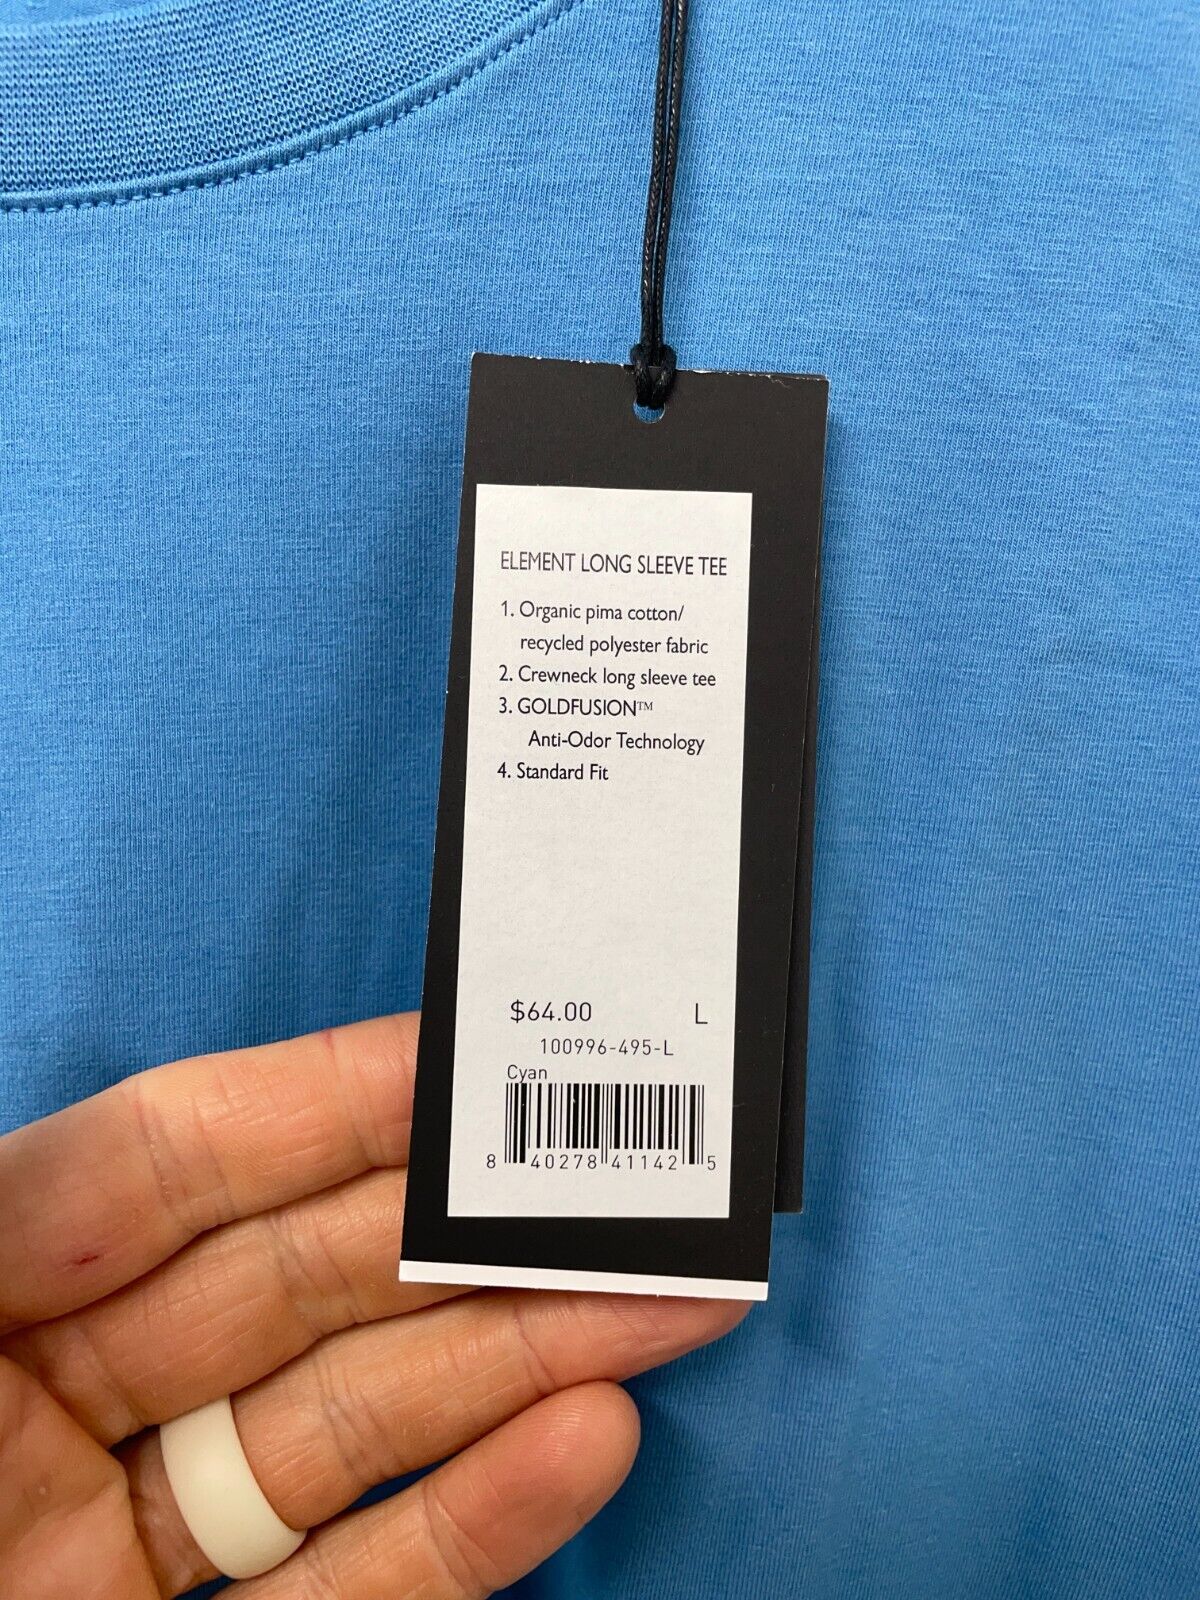 ELEMENT LONG SLEEVE TEE
1. Organic pima cotton/
recycled polyester fabric
2. Crewneck long sleeve tee
3. GOLDFUSION™
Anti-Odor Technology
4. Standard Fit
$64.00 L
100996-495-L
Cyan
8 40278 41142 5